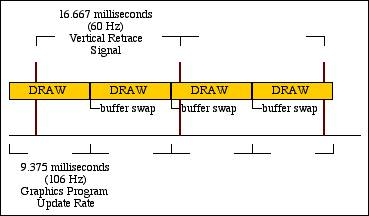 16.667 milliseconds
(60 Hz)
Vertical Retrace
Signal
DRAW DRAW DRAW DRAW
buffer swap buffer swap buffer swap
9.375 milliseconds
(106 Hz)
Graphics Program
Update Rate